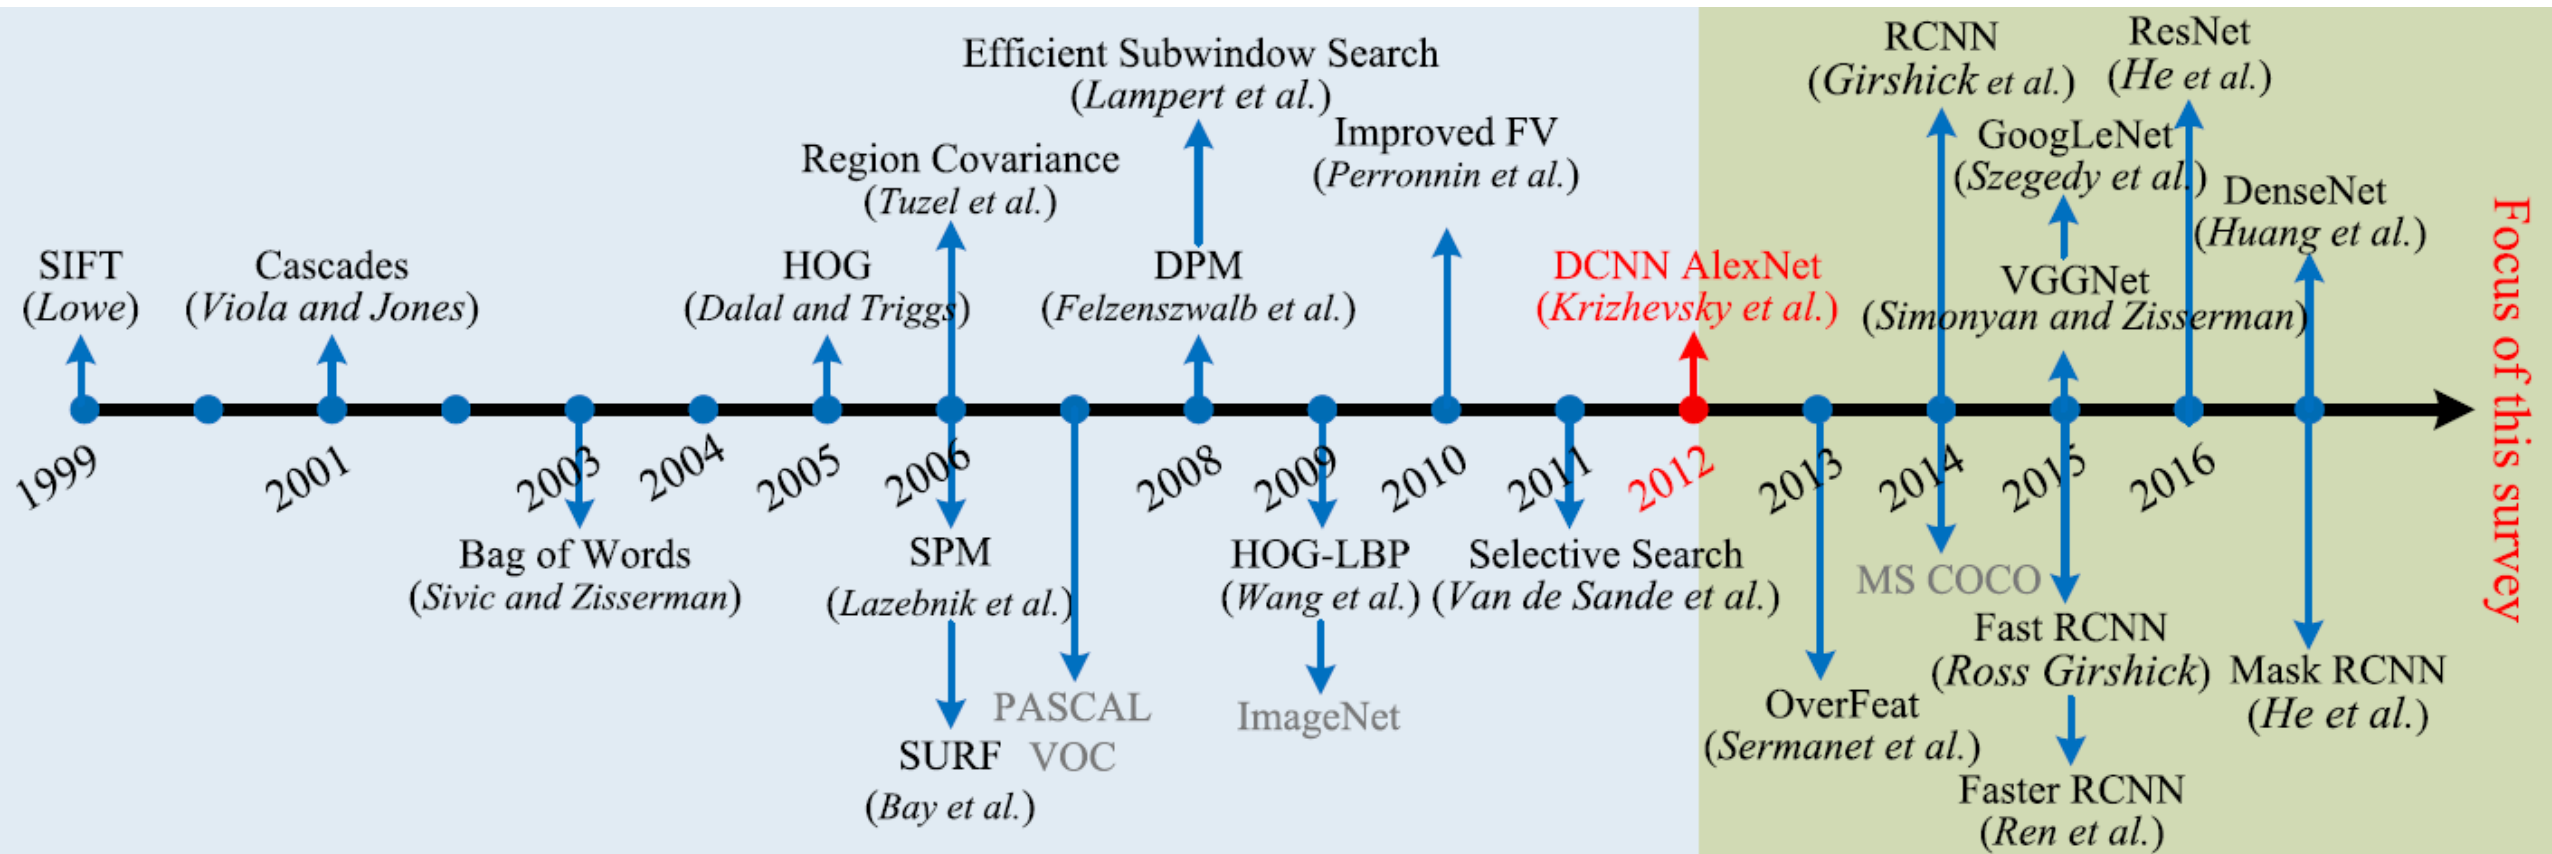 SIFT
(Lowe)
Cascades
(Viola and Jones)
HOG
(Dalal and Triggs)
Region Covariance
(Tuzel et al.)
Efficient Subwindow Search
(Lampert et al.)
DPM
(Felzenszwalb et al.)
Improved FV
(Perronnin et al.)
DCNN AlexNet
(Krizhevsky et al.)
RCNN
(Girshick et al.)
ResNet
(He et al.)
GoogLeNet
(Szegedy et al.)
VGGNet
(Simonyan and Zisserman)
DenseNet
(Huang et al.)
Focus of this survey
1999
2001
2003
2004
2005
2006
2008
2009
2010
2011
2012
2013
2014
2015
2016
Bag of Words
(Sivic and Zisserman)
SPM
(Lazebnik et al.)
SURF
(Bay et al.)
PASCAL
VOC
HOG-LBP
(Wang et al.)
ImageNet
Selective Search
(Van de Sande et al.)
OverFeat
(Sermanet et al.)
MS COCO
Fast RCNN
(Ross Girshick)
Faster RCNN
(Ren et al.)
Mask RCNN
(He et al.)